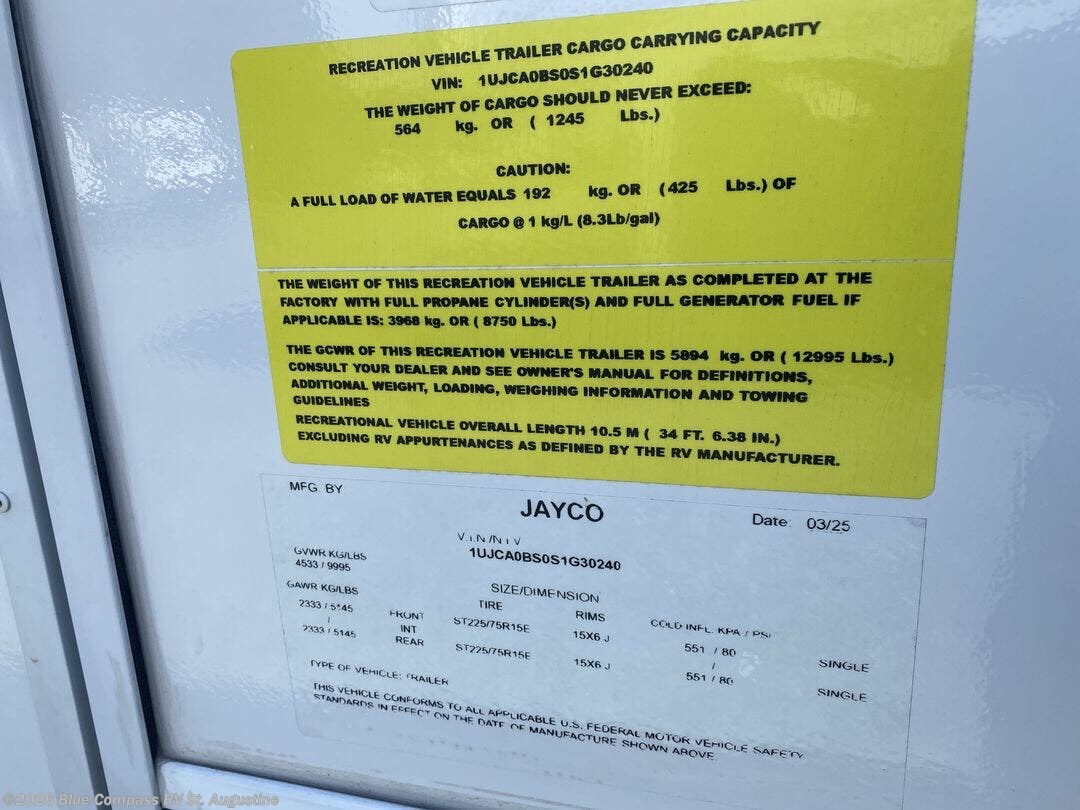 RECREATION VEHICLE TRAILER CARGO CARRYING CAPACITY
VIN: 1UJCA0BS0S1G30240
THE WEIGHT OF CARGO SHOULD NEVER EXCEED:
564 kg. OR ( 1245 Lbs.)
CAUTION:
A FULL LOAD OF WATER EQUALS 192 kg. OR (425 Lbs.) OF
CARGO @ 1 kg/L (8.3Lb/gal)
THE WEIGHT OF THIS RECREATION VEHICLE TRAILER AS COMPLETED AT THE
FACTORY WITH FULL PROPANE CYLINDER(S) AND FULL GENERATOR FUEL IF
APPLICABLE IS: 3968 kg. OR ( 8750 Lbs.)
THE GCWR OF THIS RECREATION VEHICLE TRAILER IS 5894 kg. OR ( 12995 Lbs.)
CONSULT YOUR DEALER AND SEE OWNER'S MANUAL FOR DEFINITIONS,
ADDITIONAL WEIGHT, LOADING, WEIGHING INFORMATION AND TOWING
GUIDELINES
RECREATIONAL VEHICLE OVERALL LENGTH 10.5 M ( 34 FT. 6.38 IN.)
EXCLUDING RV APPURTENANCES AS DEFINED BY THE RV MANUFACTURER.
MFG. BY JAYCO Date: 03/25
V.I.N/N I V
GVWR KG/LBS 1UJCA0BS0S1G30240
4533 / 9995
GAWR KG/LBS SIZE/DIMENSION
TIRE RIMS COLD INFL. KPA / PSI
2333 / 5145 FRONT ST225/75R15E 15X6 J 551 / 80 SINGLE
/ INT /
2333 / 5145 REAR ST225/75R15E 15X6 J 551 / 80 SINGLE
TYPE OF VEHICLE: TRAILER
THIS VEHICLE CONFORMS TO ALL APPLICABLE U.S. FEDERAL MOTOR VEHICLE SAFETY
STANDARDS IN EFFECT ON THE DATE OF MANUFACTURE SHOWN ABOVE.
©2025 Blue Compass RV St. Augustine